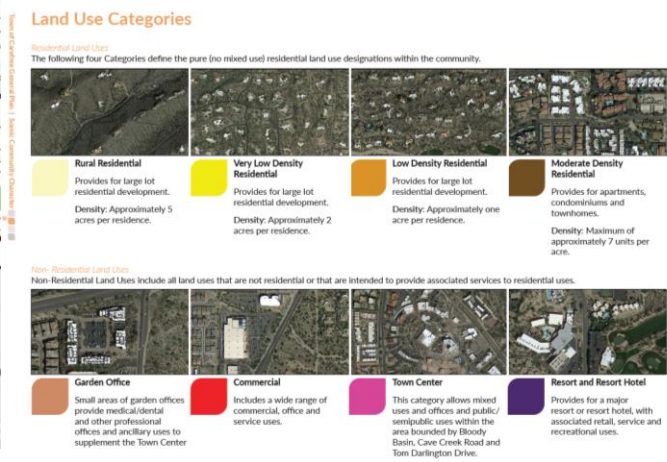 Land Use Categories
Town of Carefree General Plan | Scenic Community Character
Residential Land Uses
The following four Categories define the pure (no mixed use) residential land use designations within the community.
Rural Residential
Provides for large lot
residential development.
Density: Approximately 5
acres per residence.
Very Low Density
Residential
Provides for large lot
residential development.
Density: Approximately 2
acres per residence.
Low Density Residential
Provides for large lot
residential development.
Density: Approximately one
acre per residence.
Moderate Density
Residential
Provides for apartments,
condominiums and
townhomes.
Density: Maximum of
approximately 7 units per
acre.
Non- Residential Land Uses
Non-Residential Land Uses include all land uses that are not residential or that are intended to provide associated services to residential uses.
Garden Office
Small areas of garden offices
provide medical/dental
and other professional
offices and ancillary uses to
supplement the Town Center
Commercial
Includes a wide range of
commercial, office and
service uses.
Town Center
This category allows mixed
uses and offices and public/
semipublic uses within the
area bounded by Bloody
Basin, Cave Creek Road and
Tom Darlington Drive.
Resort and Resort Hotel
Provides for a major
resort or resort hotel, with
associated retail, service and
recreational uses.